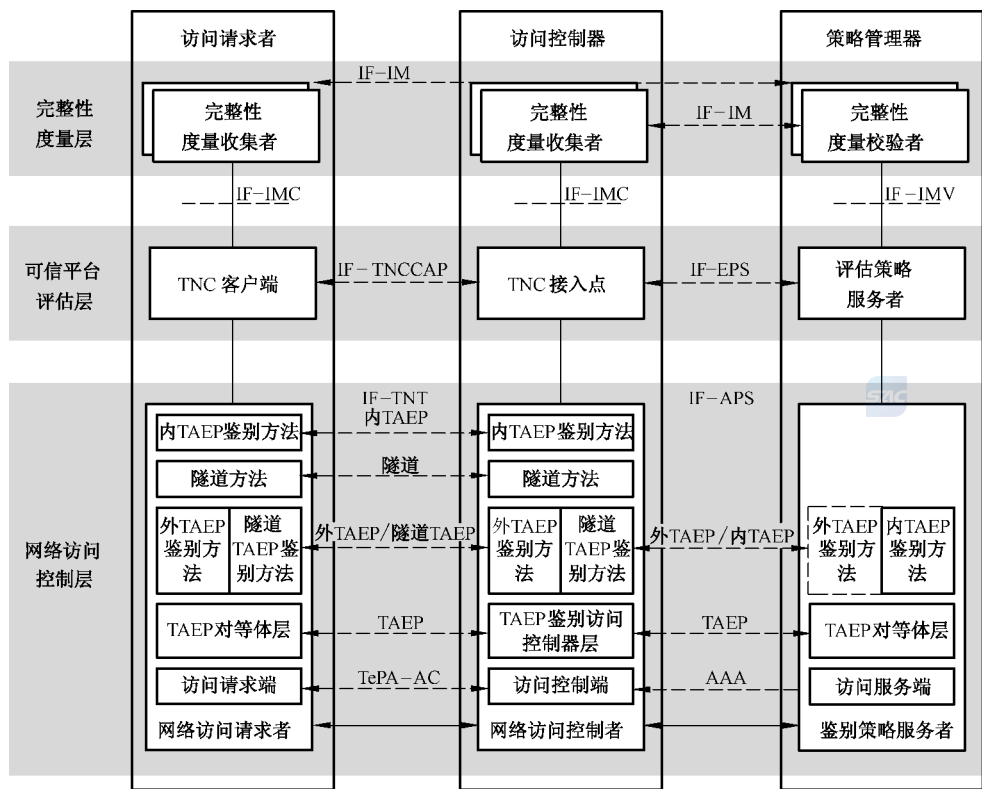 访问请求者
访问控制器
策略管理器
完整性
度量层
IF-IM
完整性
度量收集者
完整性
度量收集者
IF-IM
完整性
度量校验者
IF-IMC
IF-IMC
IF-IMV
可信平台
评估层
TNC 客户端
IF-TNCCAP
TNC 接入点
IF-EPS
评估策略
服务者
SAC
网络访问
控制层
IF-TNT
内TAEP
IF-APS
内TAEP鉴别方法
内TAEP鉴别方法
隧道方法
隧道
隧道方法
外TAEP
鉴别方
法
隧道
TAEP鉴
别方法
外TAEP/隧道TAEP
外TAEP
鉴别方
法
隧道
TAEP鉴
别方法
外TAEP/内TAEP
外TAEP
鉴别方
法
内TAEP
鉴别方
法
TAEP对等体层
TAEP
TAEP鉴别访问
控制器层
TAEP
TAEP对等体层
访问请求端
TePA-AC
访问控制端
AAA
访问服务端
网络访问请求者
网络访问控制者
鉴别策略服务者